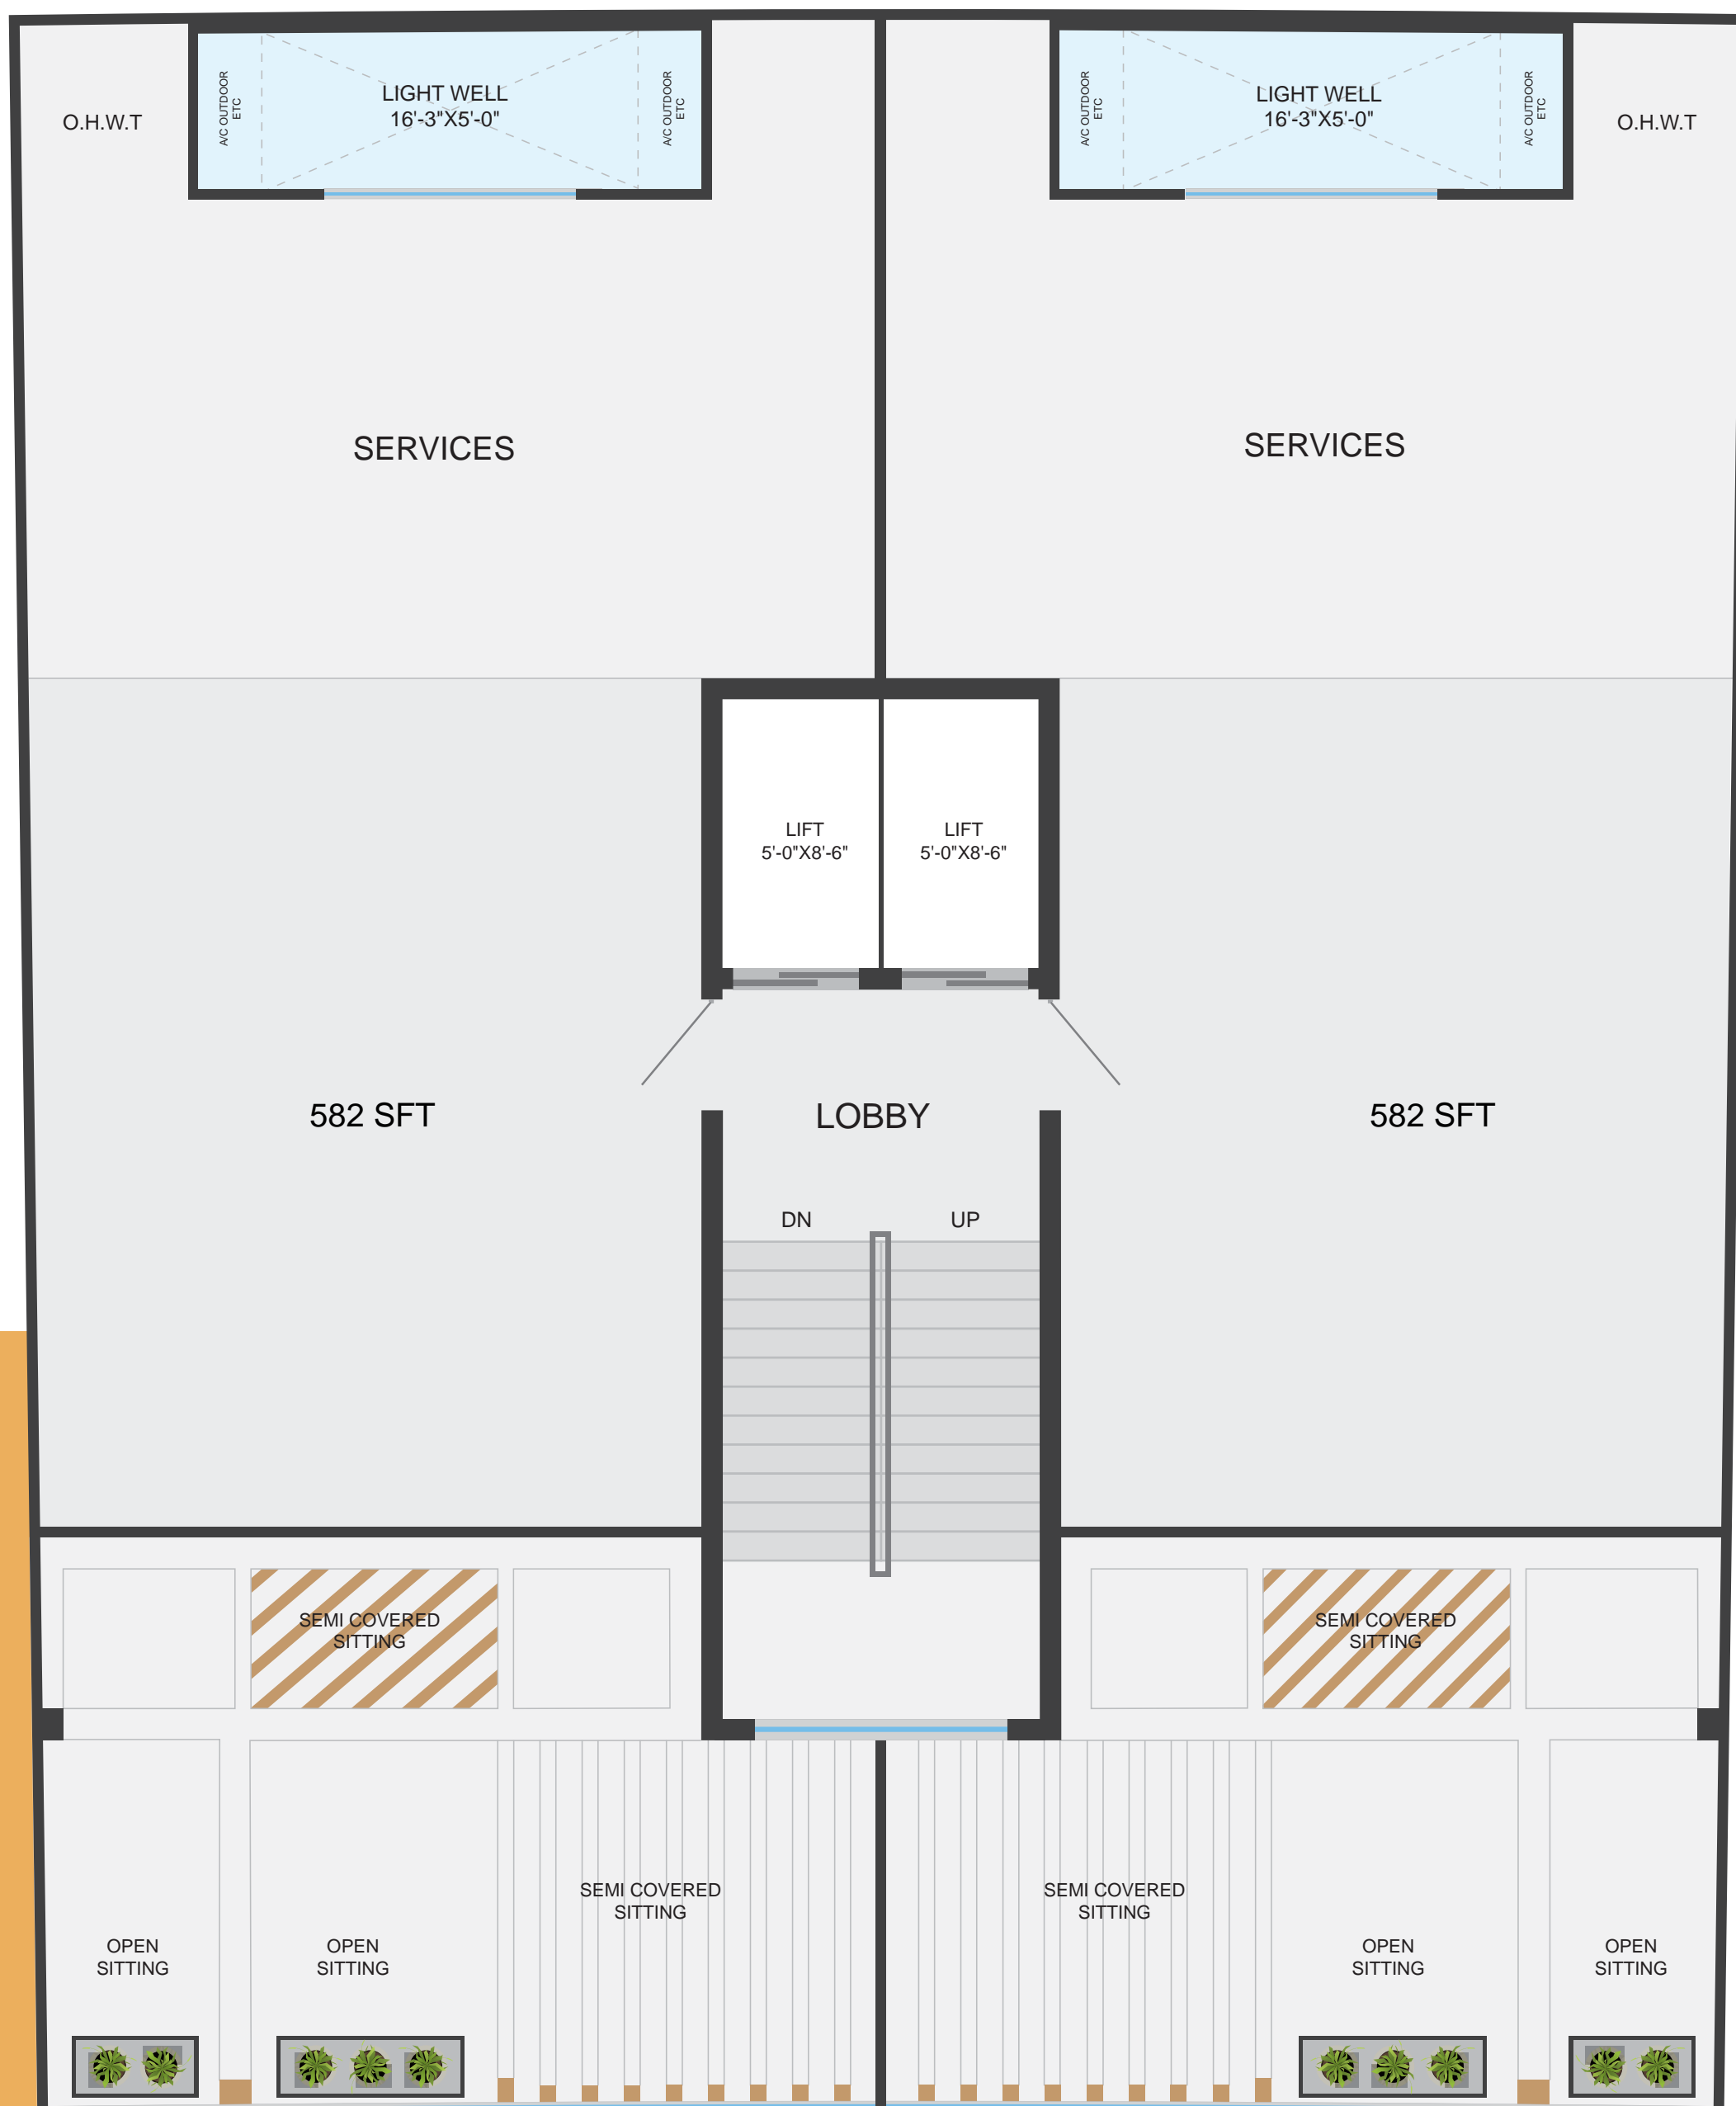 O.H.W.T
A/C OUTDOOR
ETC
LIGHT WELL
16'-3"X5'-0"
A/C OUTDOOR
ETC
A/C OUTDOOR
ETC
LIGHT WELL
16'-3"X5'-0"
A/C OUTDOOR
ETC
O.H.W.T
SERVICES
SERVICES
LIFT
5'-0"X8'-6"
LIFT
5'-0"X8'-6"
582 SFT
LOBBY
582 SFT
DN
UP
SEMI COVERED
SITTING
SEMI COVERED
SITTING
SEMI COVERED
SITTING
SEMI COVERED
SITTING
OPEN
SITTING
OPEN
SITTING
OPEN
SITTING
OPEN
SITTING